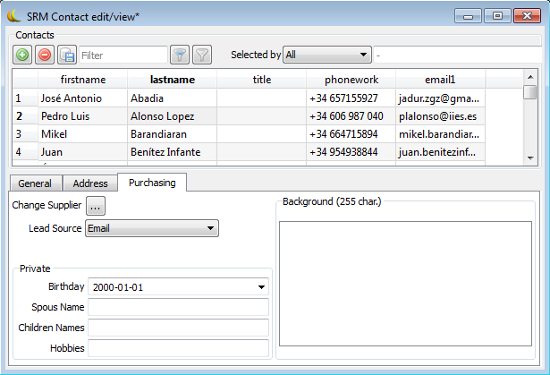 SRM Contact edit/view*
Contacts
Filter Selected by All -
firstname lastname title phonework email1
1 José Antonio Abadia +34 657155927 jadur.zgz@gma...
2 Pedro Luis Alonso Lopez +34 606 987 040 plalonso@iies.es
3 Mikel Barandiaran +34 664715894 mikel.barandiar...
4 Juan Benítez Infante +34 954938844 juan.benitezinf...
General Address Purchasing
Change Supplier ... Background (255 char.)
Lead Source Email
Private
Birthday 2000-01-01
Spous Name
Children Names
Hobbies